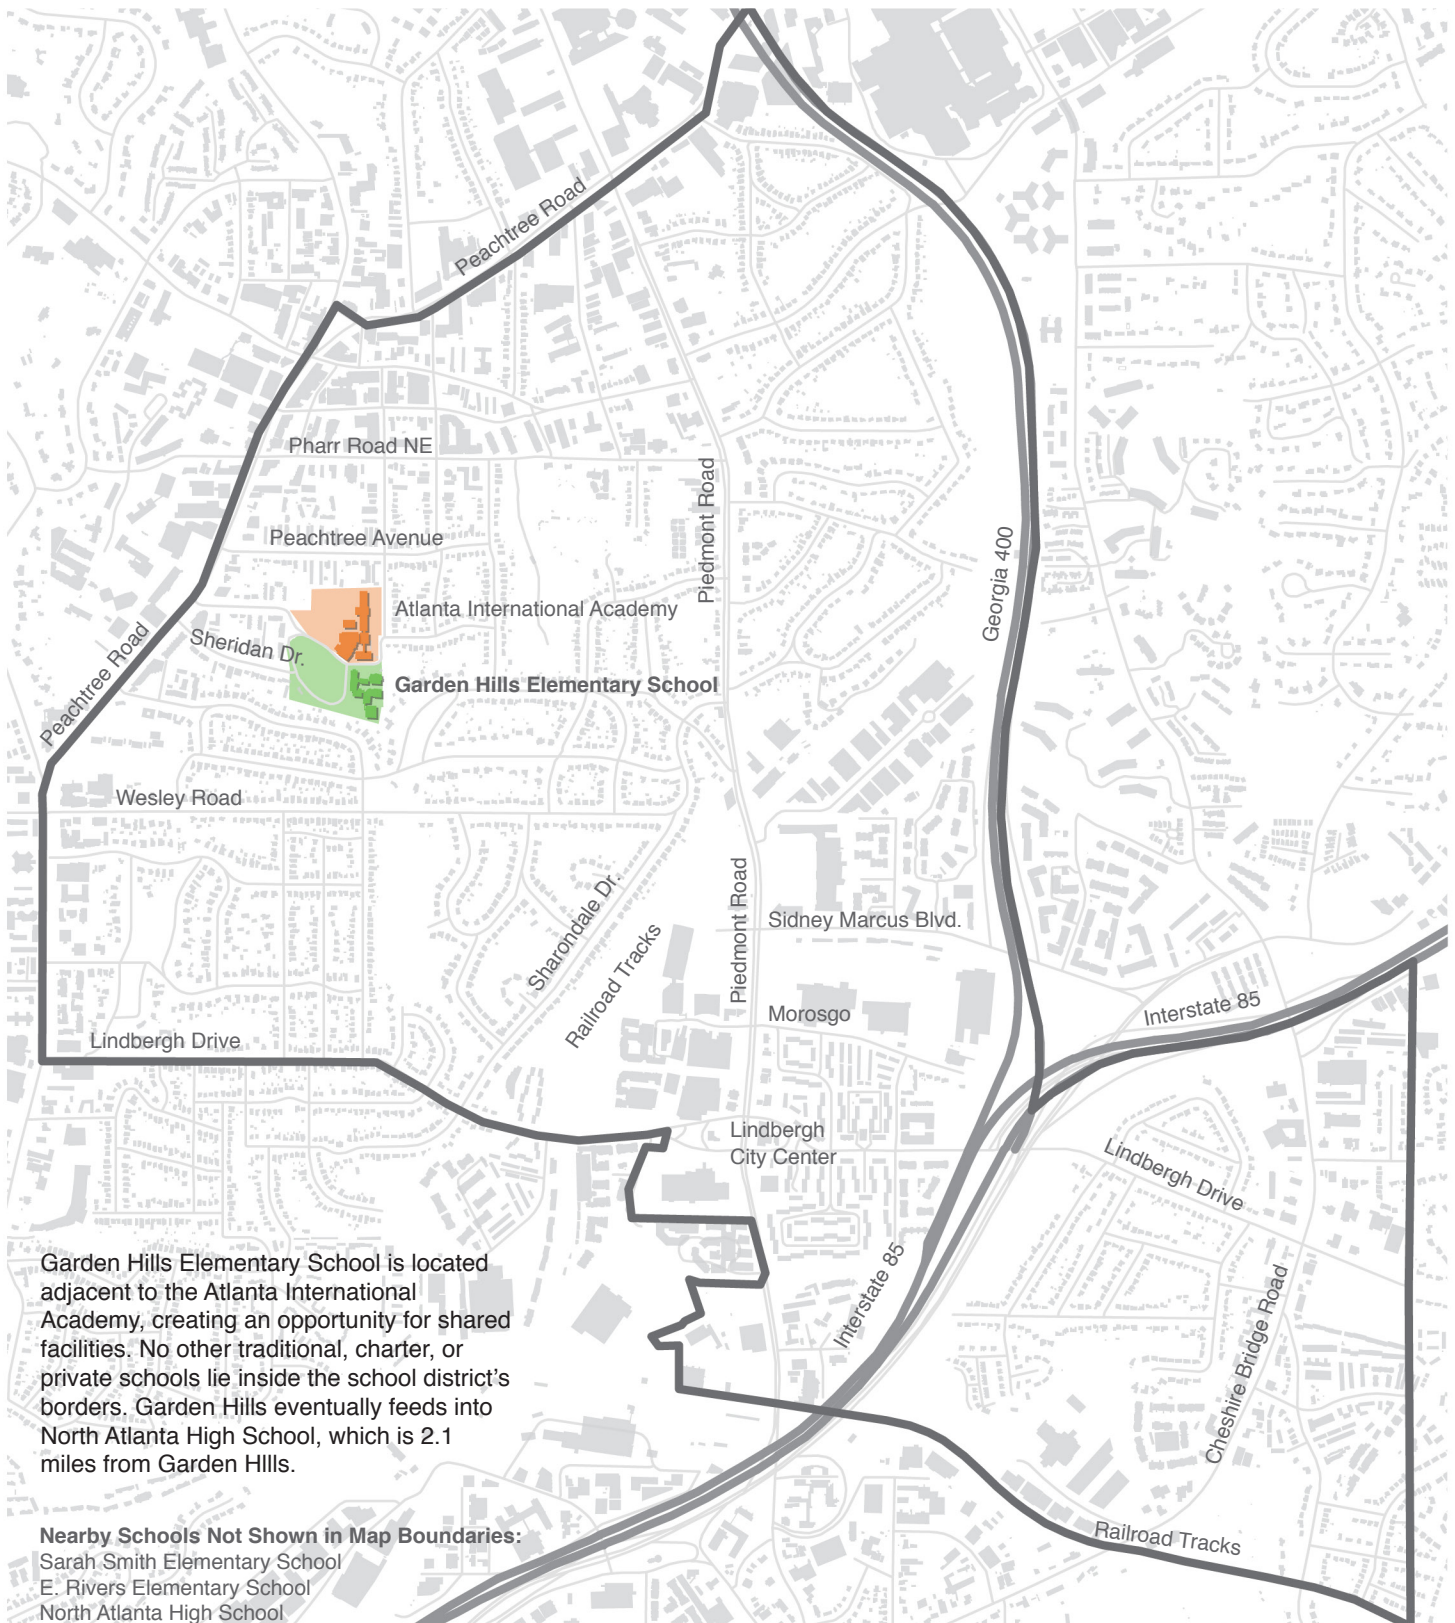 Peachtree Road
Pharr Road NE
Piedmont Road
Peachtree Avenue
Georgia 400
Atlanta International Academy
Sheridan Dr.
Peachtree Road
Garden Hills Elementary School
Wesley Road
Sharondale Dr.
Piedmont Road
Sidney Marcus Blvd.
Railroad Tracks
Morosgo
Interstate 85
Lindbergh Drive
Lindbergh
City Center
Lindbergh Drive
Interstate 85
Cheshire Bridge Road
Railroad Tracks
Garden Hills Elementary School is located
adjacent to the Atlanta International
Academy, creating an opportunity for shared
facilities. No other traditional, charter, or
private schools lie inside the school district's
borders. Garden Hills eventually feeds into
North Atlanta High School, which is 2.1
miles from Garden HIlls.
Nearby Schools Not Shown in Map Boundaries:
Sarah Smith Elementary School
E. Rivers Elementary School
North Atlanta High School